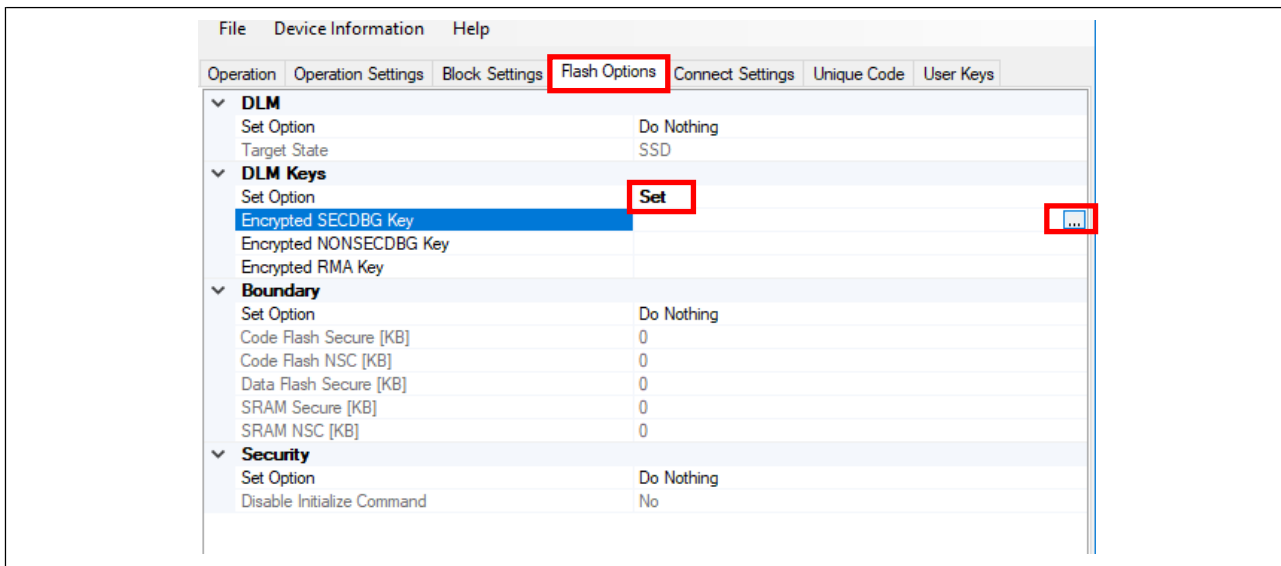 File Device Information Help
Operation Operation Settings Block Settings Flash Options Connect Settings Unique Code User Keys
DLM
Set Option Do Nothing
Target State SSD
DLM Keys
Set Option Set
Encrypted SECDBG Key ...
Encrypted NONSECDBG Key
Encrypted RMA Key
Boundary
Set Option Do Nothing
Code Flash Secure [KB] 0
Code Flash NSC [KB] 0
Data Flash Secure [KB] 0
SRAM Secure [KB] 0
SRAM NSC [KB] 0
Security
Set Option Do Nothing
Disable Initialize Command No